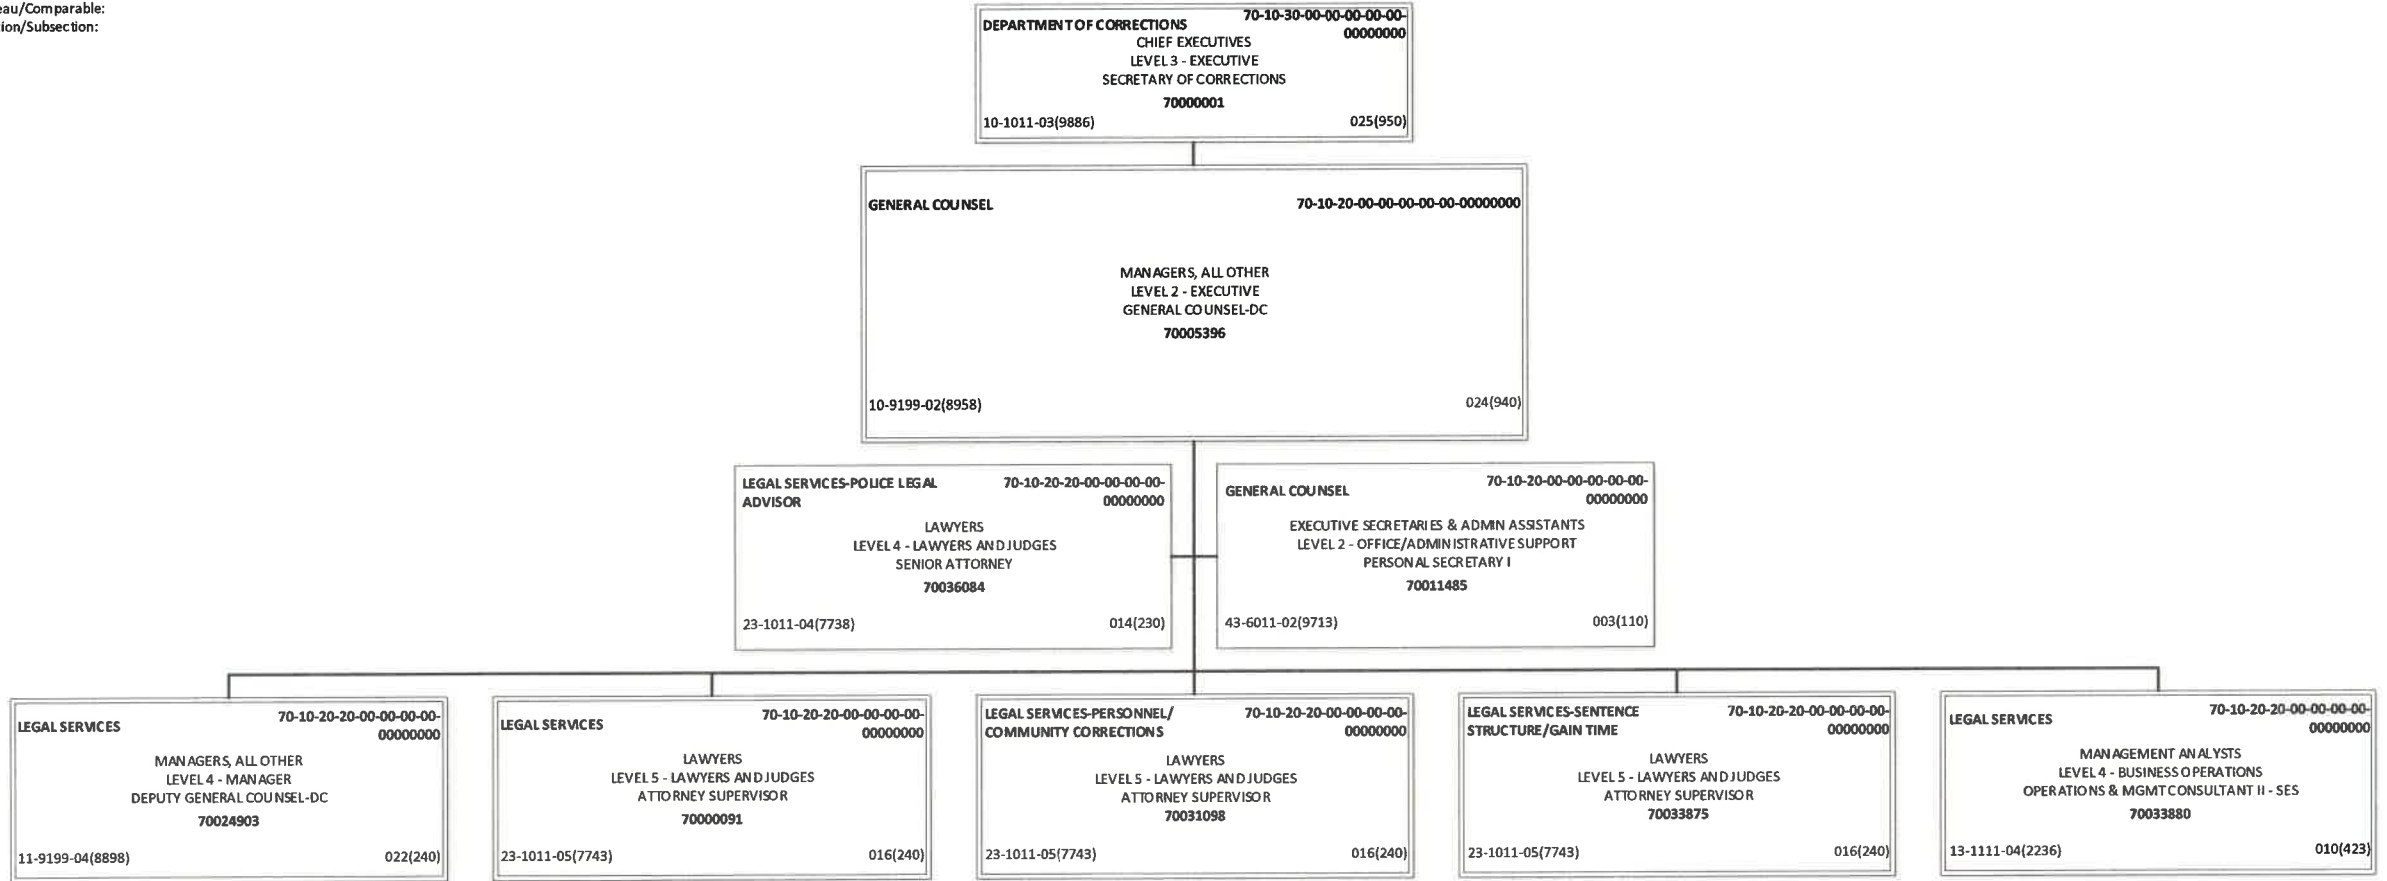 eau/Comparable:
ion/Subsection:
DEPARTMENT OF CORRECTIONS 70-10-30-00-00-00-00-00-
00000000
CHIEF EXECUTIVES
LEVEL 3 - EXECUTIVE
SECRETARY OF CORRECTIONS
70000001
10-1011-03(9886) 025(950)
GENERAL COUNSEL 70-10-20-00-00-00-00-00-00000000
MANAGERS, ALL OTHER
LEVEL 2 - EXECUTIVE
GENERAL COUNSEL-DC
70005396
10-9199-02(8958) 024(940)
LEGAL SERVICES-POLICE LEGAL 70-10-20-20-00-00-00-00-
ADVISOR 00000000
LAWYERS
LEVEL 4 - LAWYERS AND JUDGES
SENIOR ATTORNEY
70036084
23-1011-04(7738) 014(230)
GENERAL COUNSEL 70-10-20-00-00-00-00-00-
00000000
EXECUTIVE SECRETARIES & ADMIN ASSISTANTS
LEVEL 2 - OFFICE/ADMINISTRATIVE SUPPORT
PERSONAL SECRETARY I
70011485
43-6011-02(9713) 003(110)
LEGAL SERVICES 70-10-20-20-00-00-00-00-
00000000
MANAGERS, ALL OTHER
LEVEL 4 - MANAGER
DEPUTY GENERAL COUNSEL-DC
70024903
11-9199-04(8898) 022(240)
LEGAL SERVICES 70-10-20-20-00-00-00-00-
00000000
LAWYERS
LEVEL 5 - LAWYERS AND JUDGES
ATTORNEY SUPERVISOR
70000091
23-1011-05(7743) 016(240)
LEGAL SERVICES-PERSONNEL/ 70-10-20-20-00-00-00-00-
COMMUNITY CORRECTIONS 00000000
LAWYERS
LEVEL 5 - LAWYERS AND JUDGES
ATTORNEY SUPERVISOR
70031098
23-1011-05(7743) 016(240)
LEGAL SERVICES-SENTENCE 70-10-20-20-00-00-00-00-
STRUCTURE/GAIN TIME 00000000
LAWYERS
LEVEL 5 - LAWYERS AND JUDGES
ATTORNEY SUPERVISOR
70033875
23-1011-05(7743) 016(240)
LEGAL SERVICES 70-10-20-20-00-00-00-00-
00000000
MANAGEMENT ANALYSTS
LEVEL 4 - BUSINESS OPERATIONS
OPERATIONS & MGMT CONSULTANT II - SES
70033880
13-1111-04(2236) 010(423)